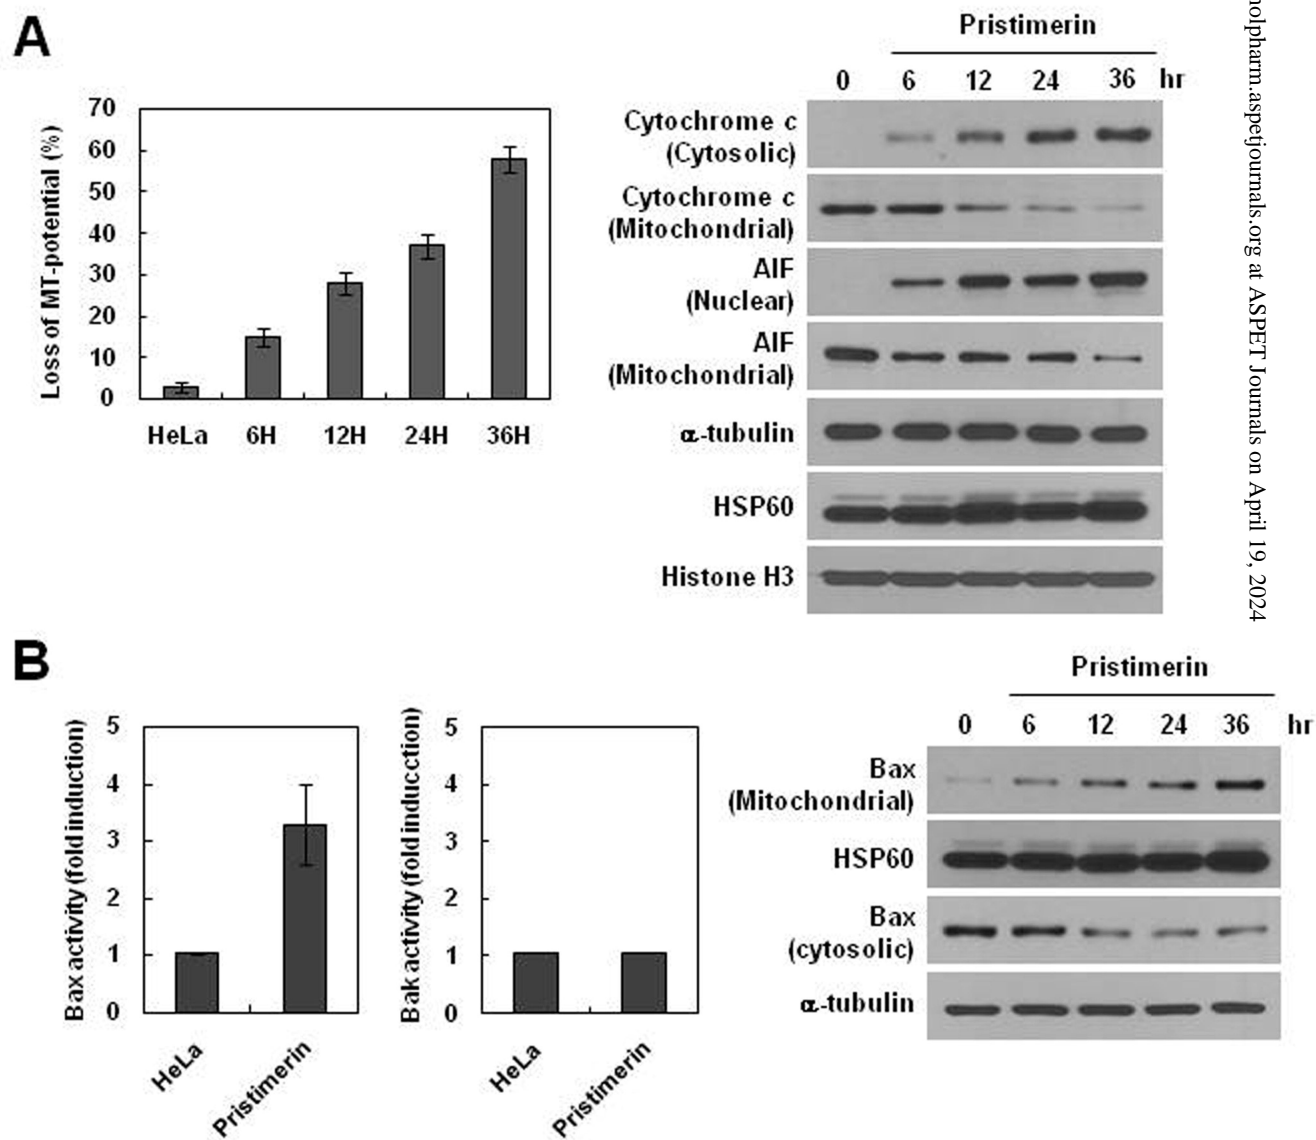 A
Pristimerin
0 6 12 24 36 hr
Loss of MT-potential (%)
70
60
50
40
30
20
10
0
HeLa 6H 12H 24H 36H
Cytochrome c
(Cytosolic)
Cytochrome c
(Mitochondrial)
AIF
(Nuclear)
AIF
(Mitochondrial)
α-tubulin
HSP60
Histone H3
olpharm.aspetjournals.org at ASPET Journals on April 19, 2024
B
Bax activity (fold induction)
5
4
3
2
1
0
HeLa
Pristimerin
Bak activity (fold inducction)
5
4
3
2
1
0
HeLa
Pristimerin
Pristimerin
0 6 12 24 36 hr
Bax
(Mitochondrial)
HSP60
Bax
(cytosolic)
α-tubulin